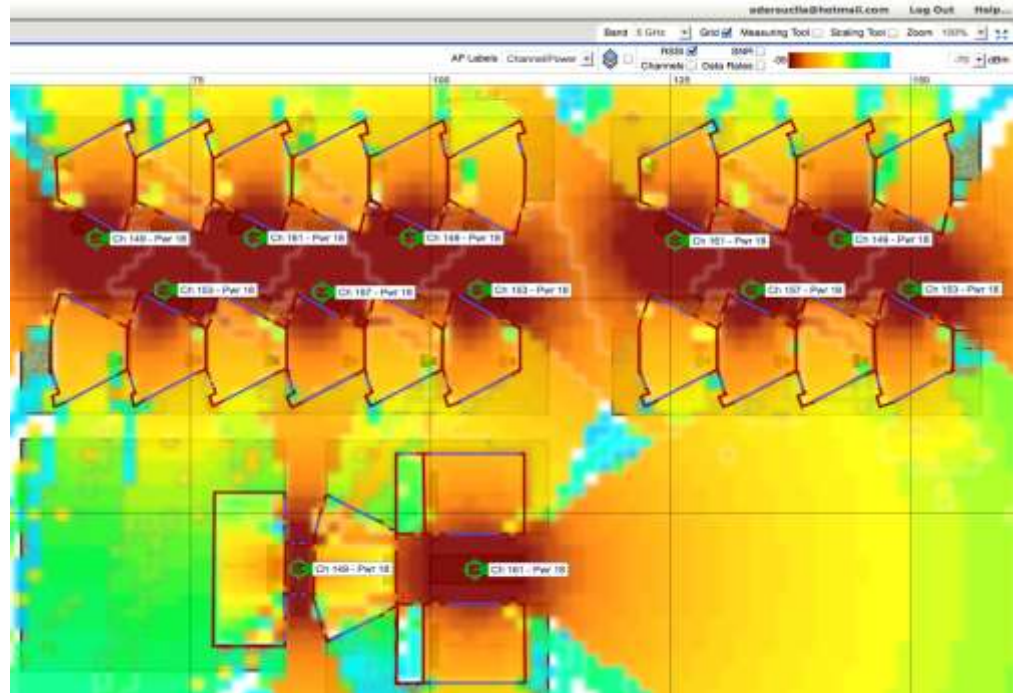 Log Out Help...
Band 5 GHz Grid Measuring Tool Scaling Tool Zoom 100%
AP Labels Channel/Power RSSI SNR
Channels Data Rates dBm
75 100 125 150
Ch 149 - Pwr 18 Ch 161 - Pwr 18 Ch 149 - Pwr 18 Ch 161 - Pwr 18 Ch 149 - Pwr 18
Ch 153 - Pwr 18 Ch 157 - Pwr 18 Ch 153 - Pwr 18 Ch 157 - Pwr 18 Ch 153 - Pwr 18
Ch 149 - Pwr 18 Ch 161 - Pwr 18